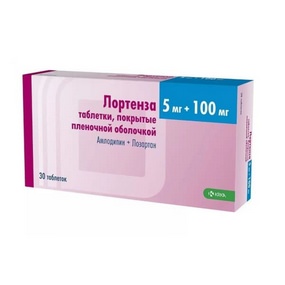 Лортенза
5 мг + 100 мг
таблетки, покрытые
пленочной оболочкой
Амлодипин + Лозартан
30 таблеток
KRKA